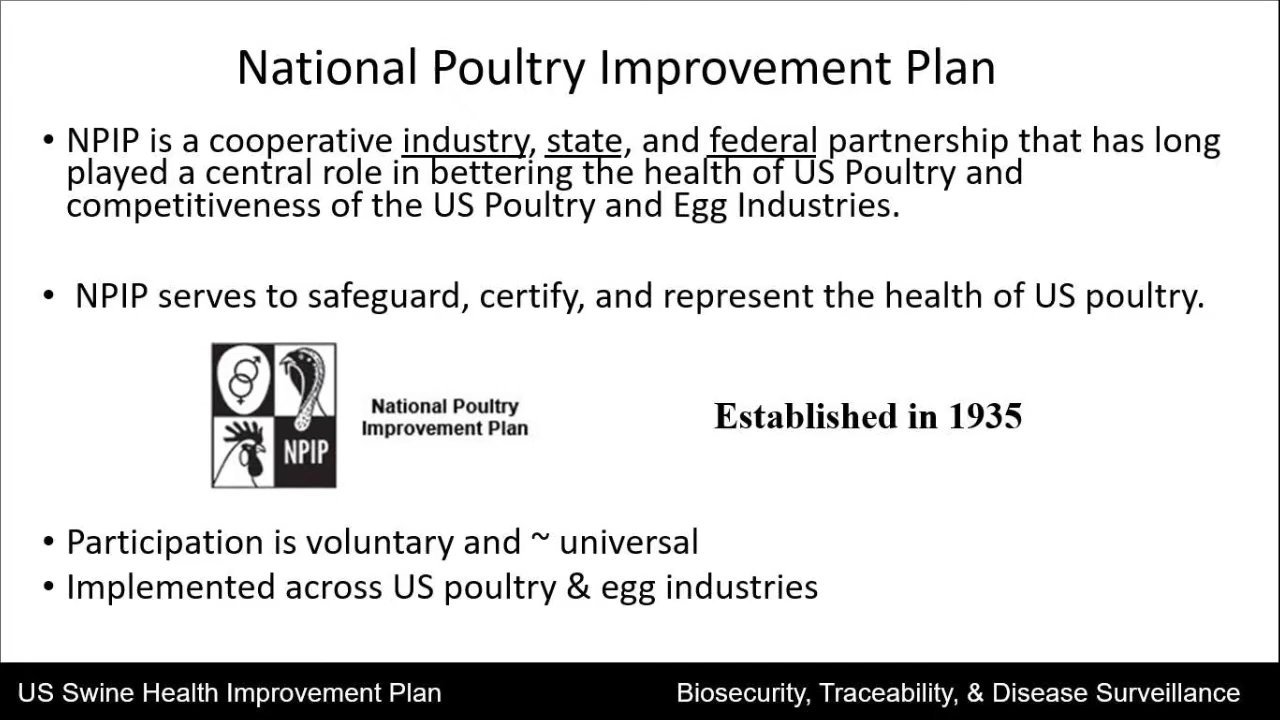 National Poultry Improvement Plan
• NPIP is a cooperative industry, state, and federal partnership that has long
played a central role in bettering the health of US Poultry and
competitiveness of the US Poultry and Egg Industries.
• NPIP serves to safeguard, certify, and represent the health of US poultry.
NPIP
National Poultry
Improvement Plan
Established in 1935
• Participation is voluntary and ~ universal
• Implemented across US poultry & egg industries
US Swine Health Improvement Plan
Biosecurity, Traceability, & Disease Surveillance